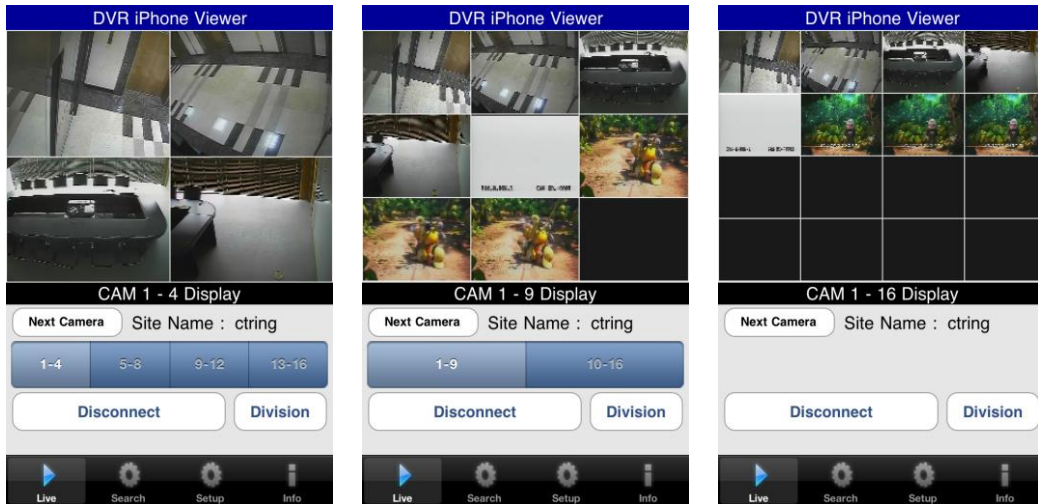 DVR iPhone Viewer
CAM 1 - 4 Display
Next Camera Site Name : ctring
1-4 5-8 9-12 13-16
Disconnect Division
Live Search Setup Info
DVR iPhone Viewer
CAM 1 - 9 Display
Next Camera Site Name : ctring
1-9 10-16
Disconnect Division
Live Search Setup Info
DVR iPhone Viewer
CAM 1 - 16 Display
Next Camera Site Name : ctring
Disconnect Division
Live Search Setup Info